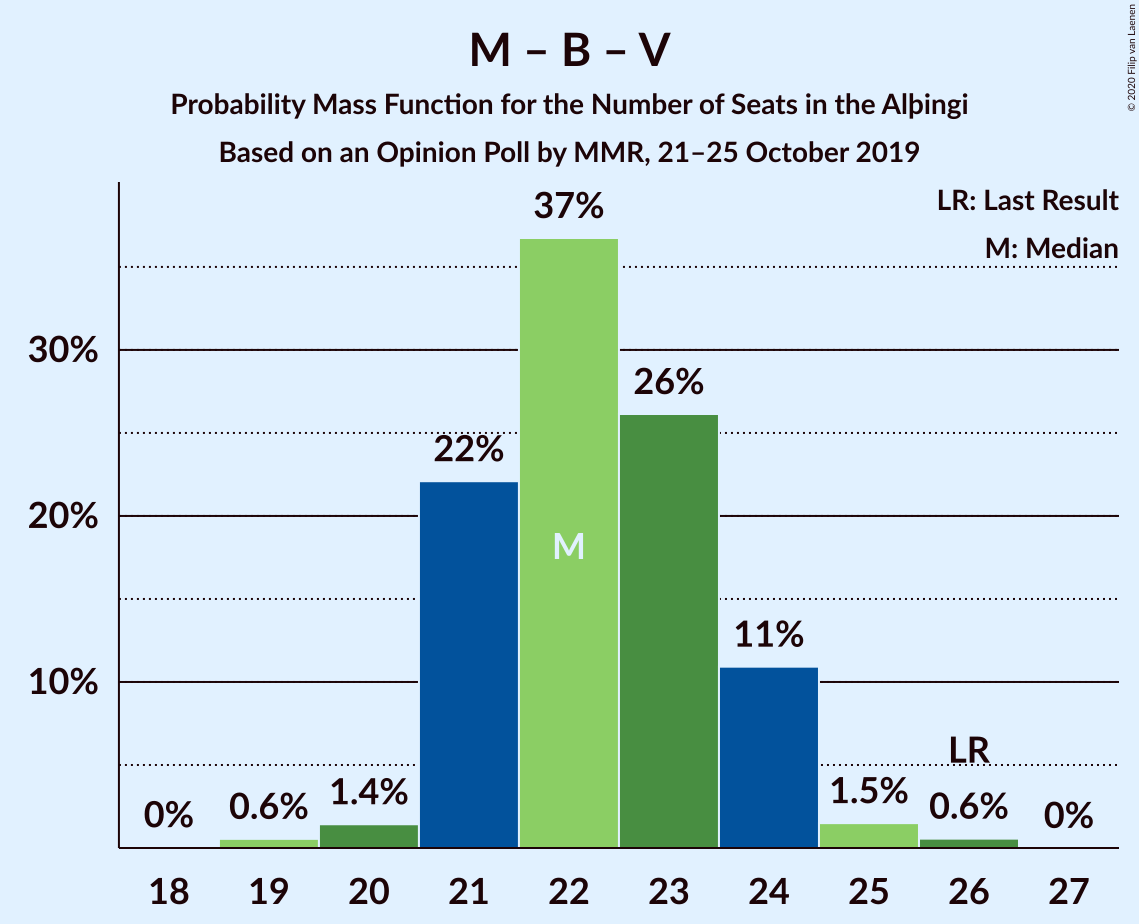 M – B – V
Probability Mass Function for the Number of Seats in the Alþingi
Based on an Opinion Poll by MMR, 21–25 October 2019
© 2020 Filip van Laenen
LR: Last Result
M: Median
37%
30%
26%
22%
20%
M
11%
10%
LR
0%
0.6%
1.4%
1.5%
0.6%
0%
18 19 20 21 22 23 24 25 26 27